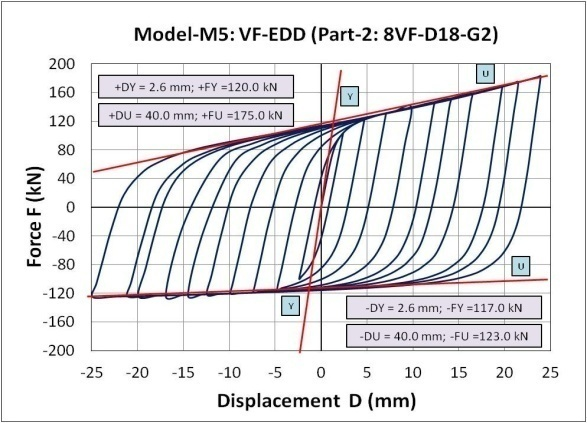 Model-M5: VF-EDD (Part-2: 8VF-D18-G2)
200
160
120
80
40
0
-40
-80
-120
-160
-200
Force F (kN)
+DY = 2.6 mm; +FY=120.0 kN
+DU = 40.0 mm; +FU=175.0 kN
Y
U
U
Y
-DY = 2.6 mm; -FY=117.0 kN
-DU = 40.0 mm; -FU=123.0 kN
-25 -20 -15 -10 -5 0 5 10 15 20 25
Displacement D (mm)